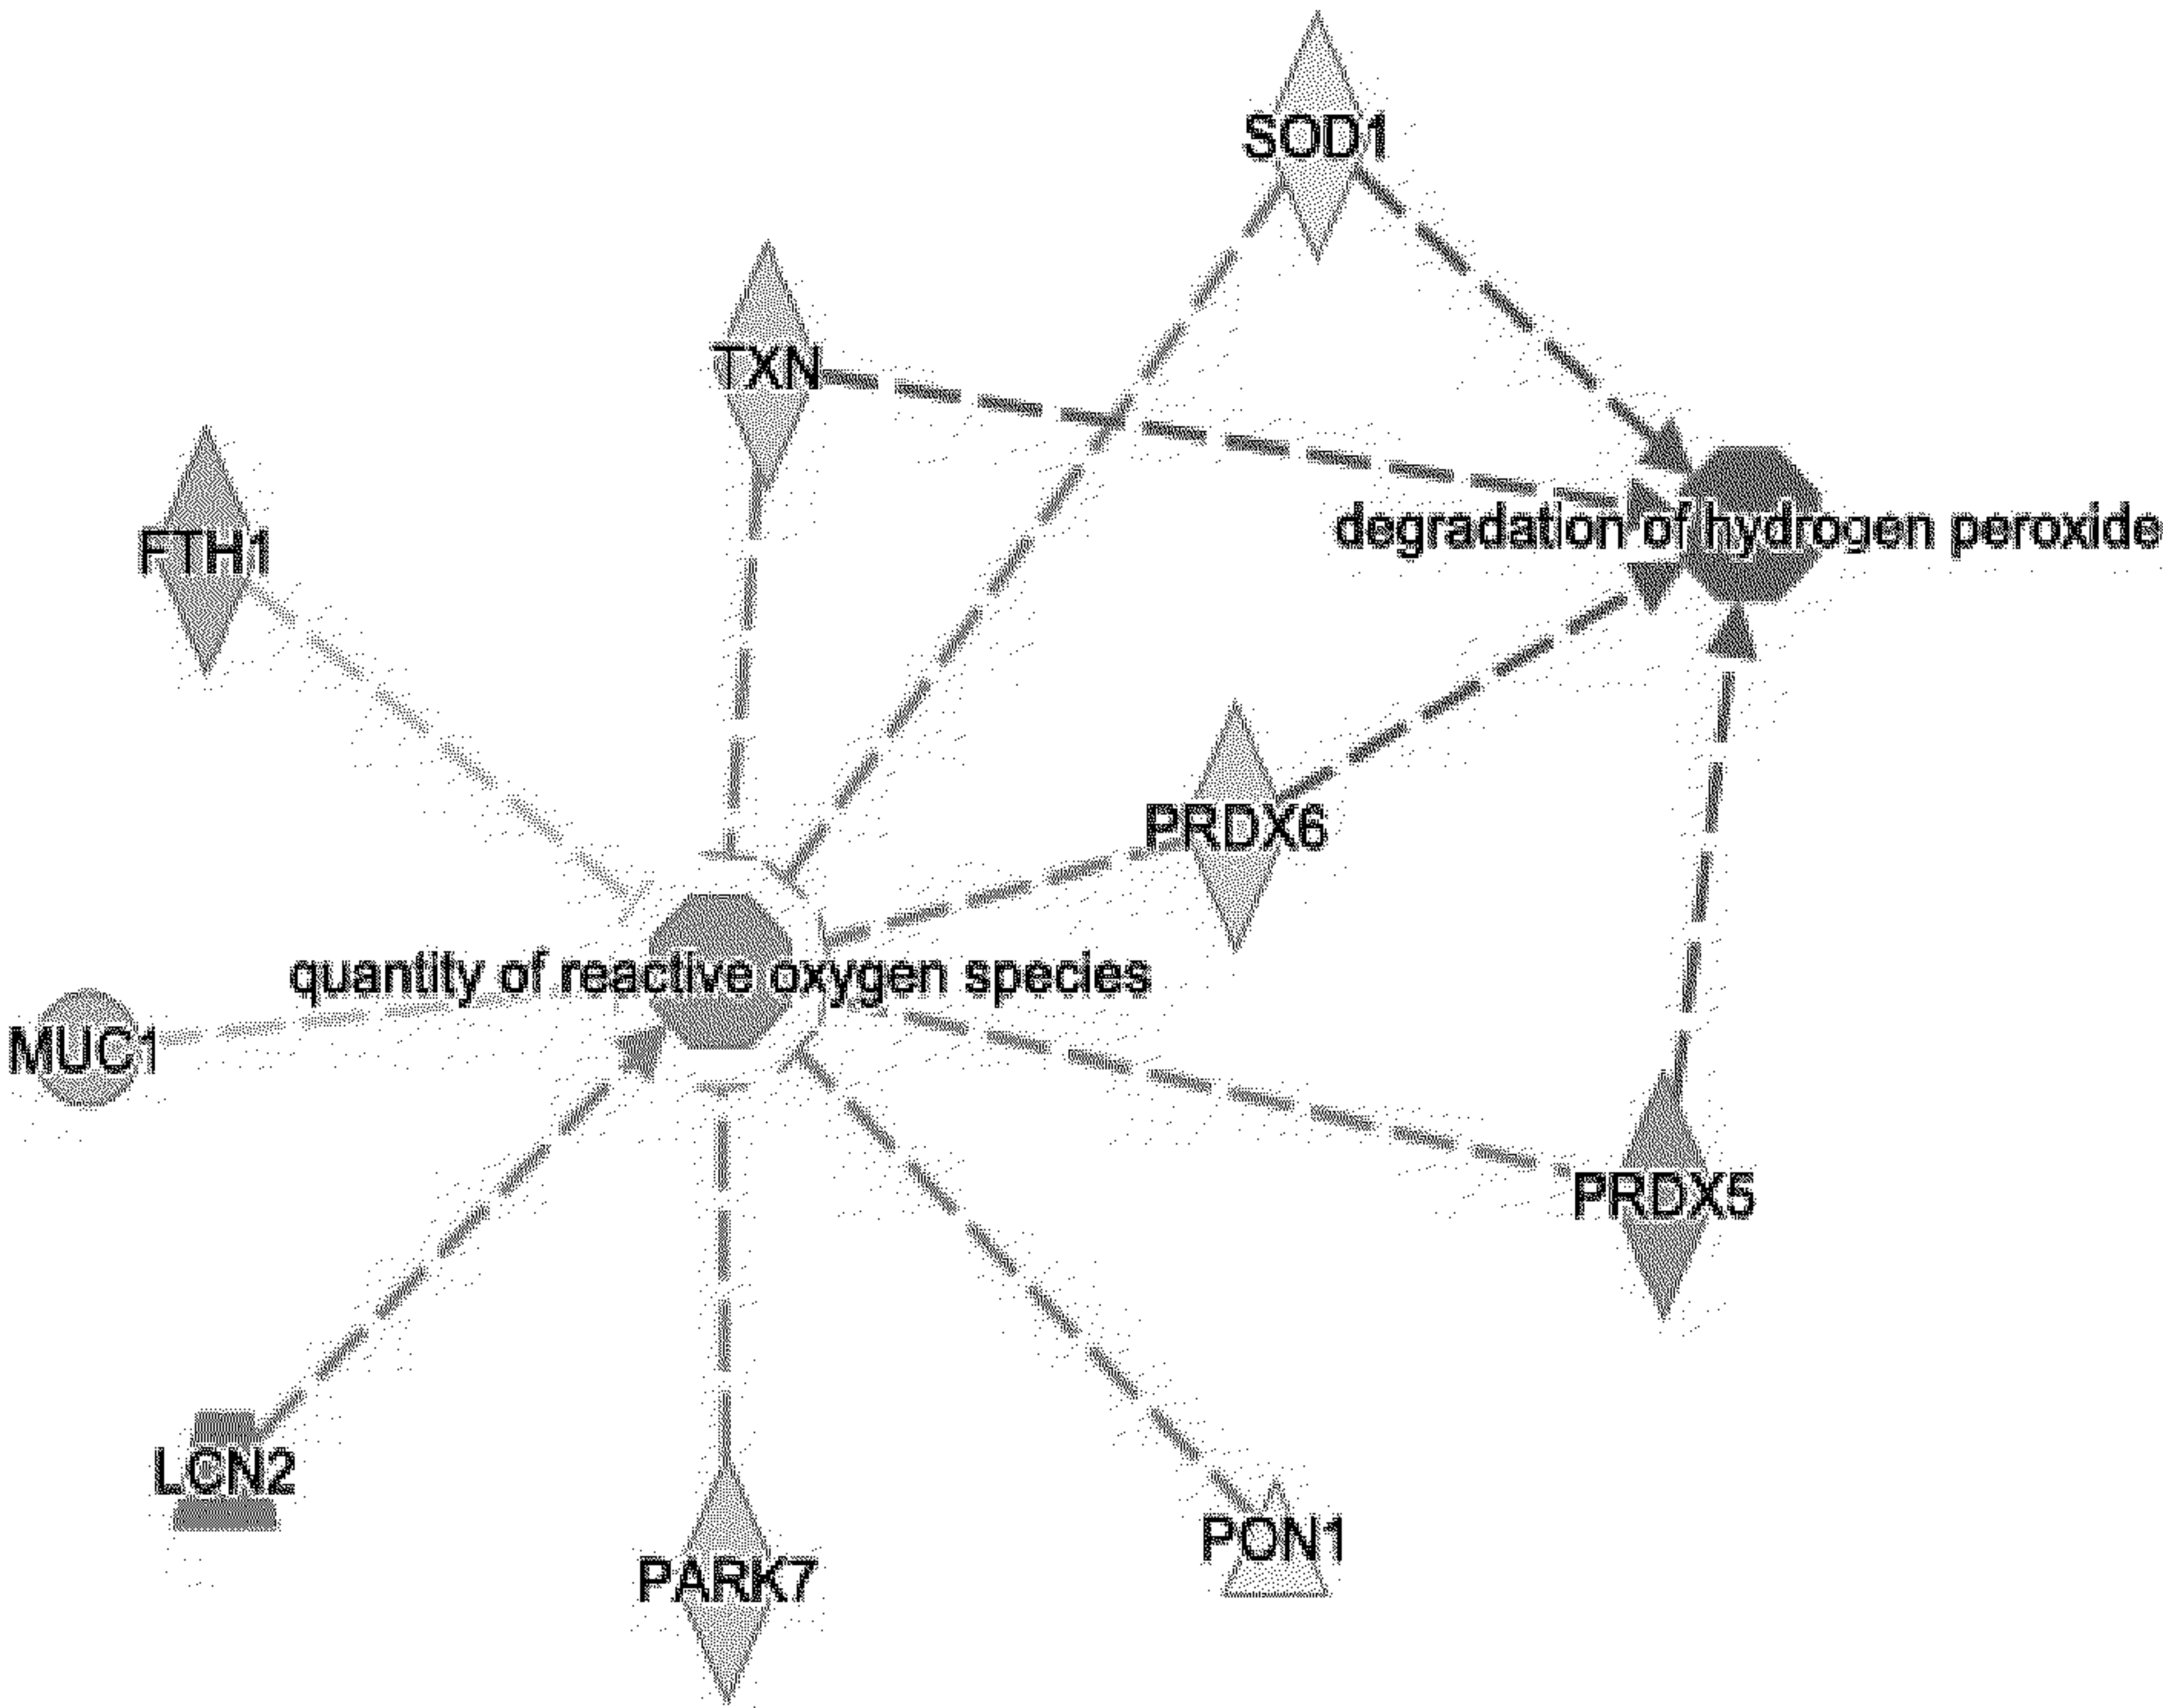 SOD1
TXN
degradation of hydrogen peroxide
FTH1
PRDX6
quantity of reactive oxygen species
MUC1
PRDX5
LCN2
PON1
PARK7